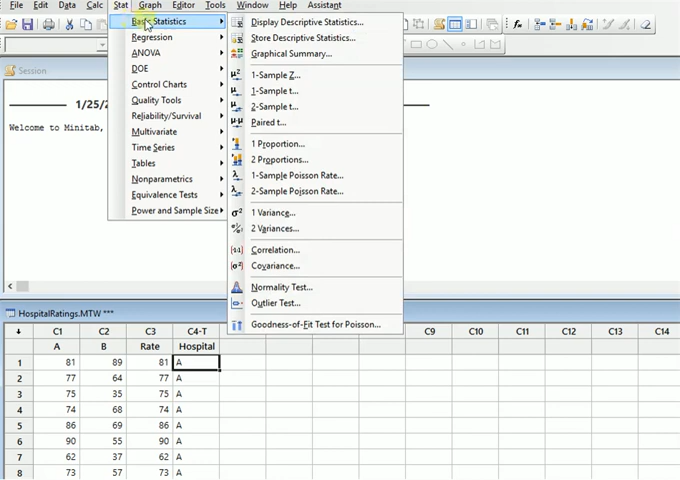 File Edit Data Calc Stat Graph Editor Tools Window Help Assistant
Basic Statistics
Regression
ANOVA
DOE
Control Charts
Quality Tools
Reliability/Survival
Multivariate
Time Series
Tables
Nonparametrics
Equivalence Tests
Power and Sample Size
Display Descriptive Statistics...
Store Descriptive Statistics...
Graphical Summary...
µz 1-Sample Z...
µ 1-Sample t...
µ 2-Sample t...
µ·µ Paired t...
1 Proportion...
2 Proportions...
λ 1-Sample Poisson Rate...
λ 2-Sample Poisson Rate...
σ² 1 Variance...
2 Variances...
Correlation...
(σ²) Covariance...
Normality Test...
Outlier Test...
Goodness-of-Fit Test for Poisson...
Session
1/25/2
Welcome to Minitab,
HospitalRatings.MTW ***
C1 C2 C3 C4-T C9 C10 C11 C12 C13 C14
A B Rate Hospital
1 81 89 81 A
2 77 64 77 A
3 75 35 75 A
4 74 68 74 A
5 86 69 86 A
6 90 55 90 A
7 62 37 62 A
8 73 57 73 A